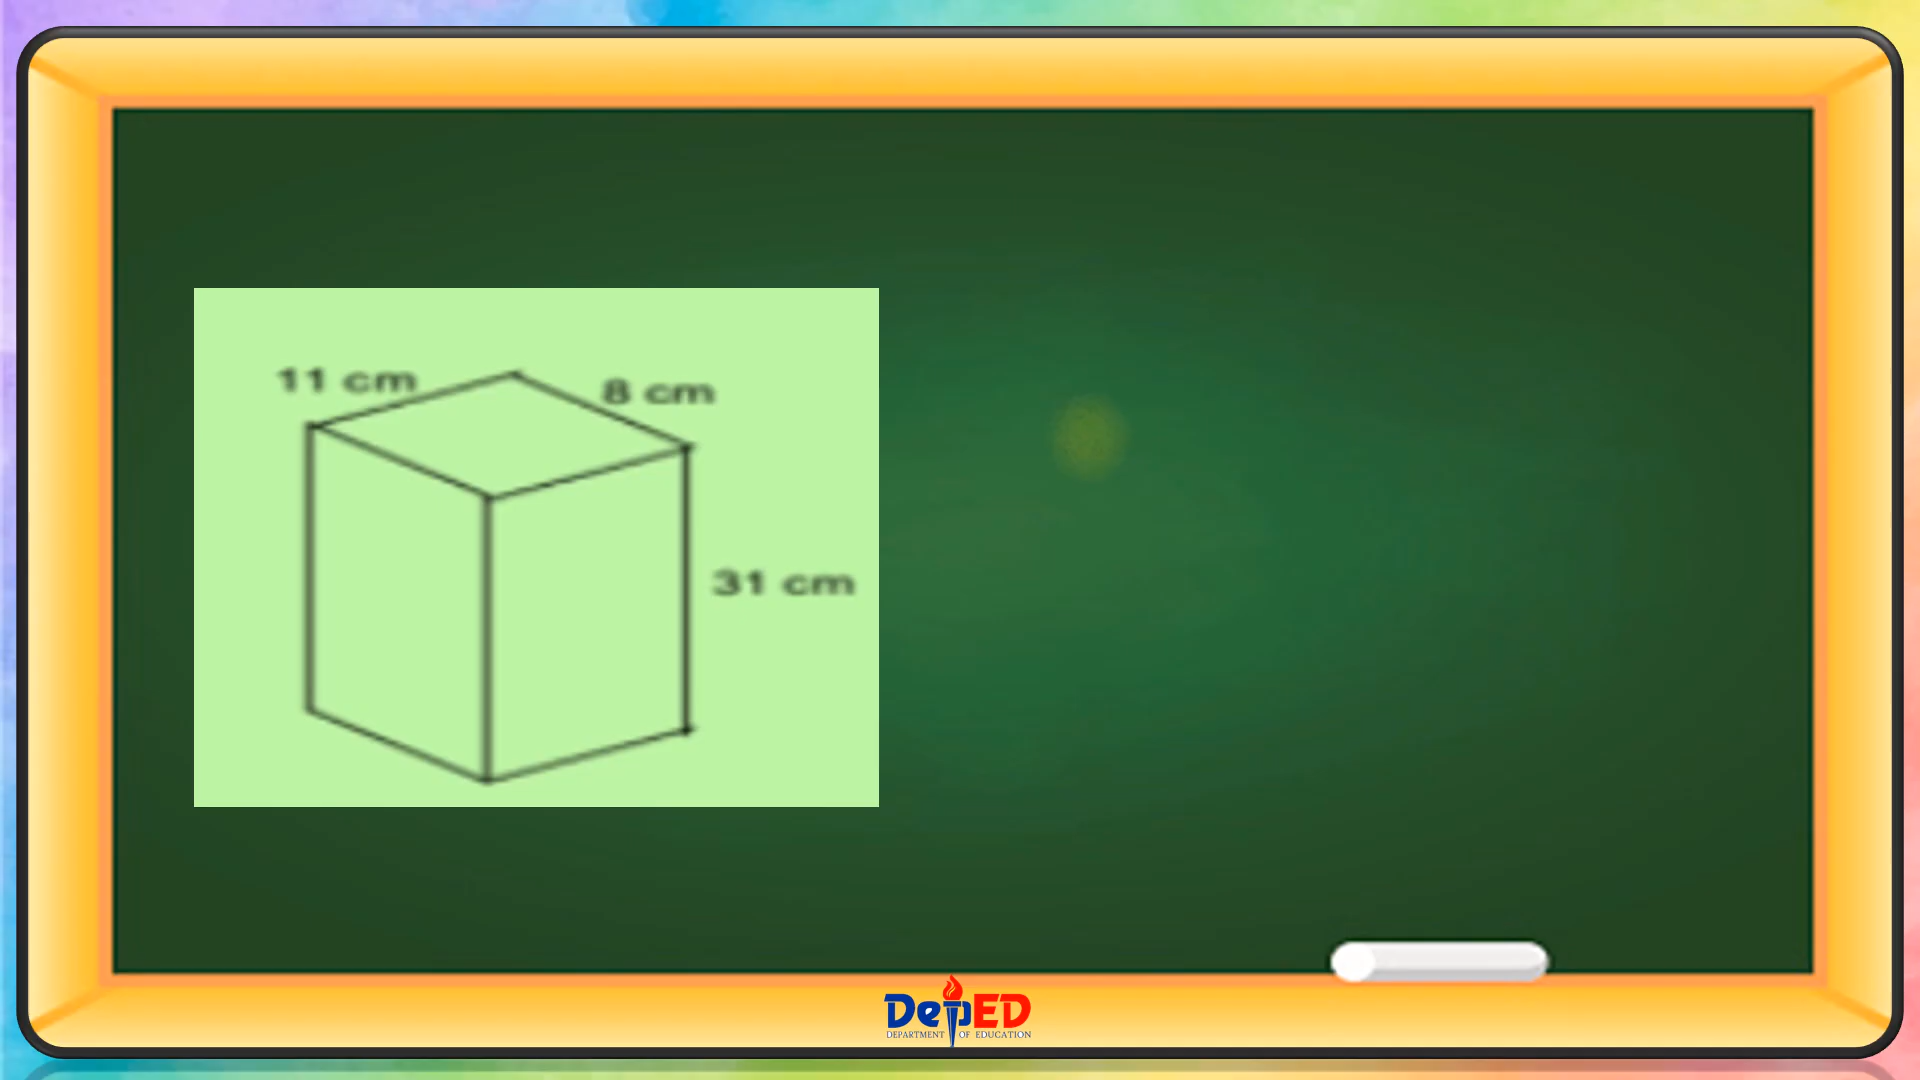 11 cm
8 cm
31 cm
DepED
DEPARTMENT OF EDUCATION